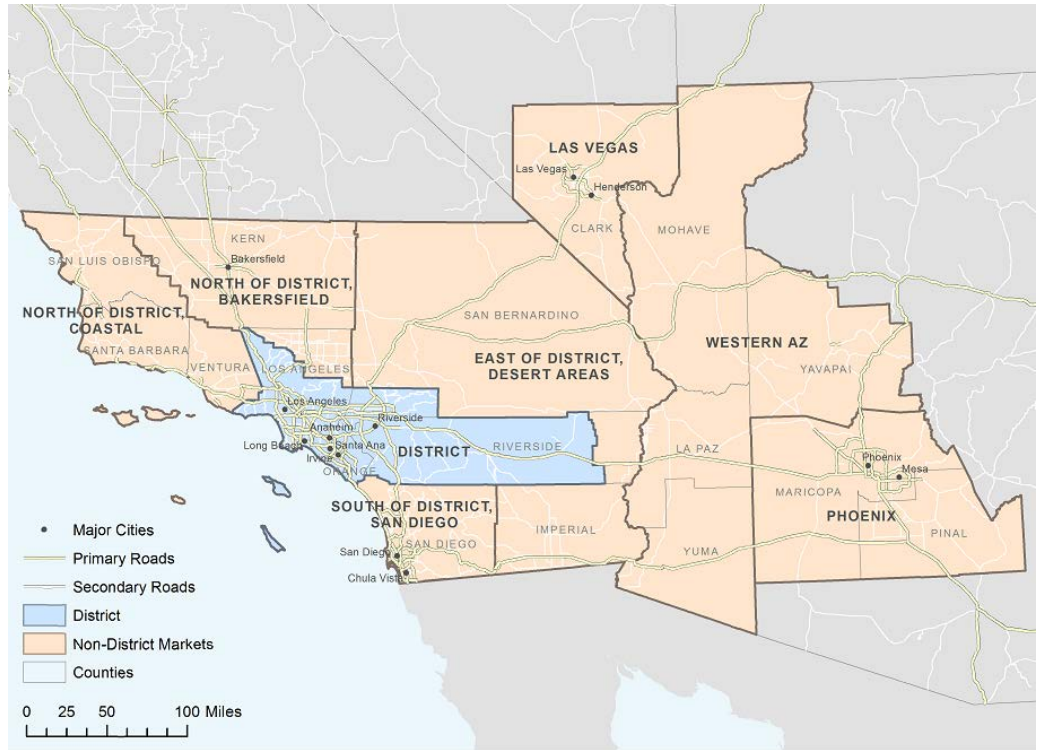 LAS VEGAS
Las Vegas
Henderson
CLARK
MOHAVE
KERN
Bakersfield
SAN LUIS OBISPO
NORTH OF DISTRICT,
BAKERSFIELD
NORTH OF DISTRICT,
COASTAL
SANTA BARBARA
VENTURA
LOS ANGELES
SAN BERNARDINO
EAST OF DISTRICT,
DESERT AREAS
WESTERN AZ
YAVAPAI
Los Angeles
Riverside
Anaheim
Long Beach
Santa Ana
Irvine
ORANGE
DISTRICT
RIVERSIDE
LA PAZ
Phoenix
Mesa
MARICOPA
PHOENIX
PINAL
SOUTH OF DISTRICT,
SAN DIEGO
SAN DIEGO
IMPERIAL
YUMA
San Diego
Chula Vista
Major Cities
Primary Roads
Secondary Roads
District
Non-District Markets
Counties
0 25 50 100 Miles